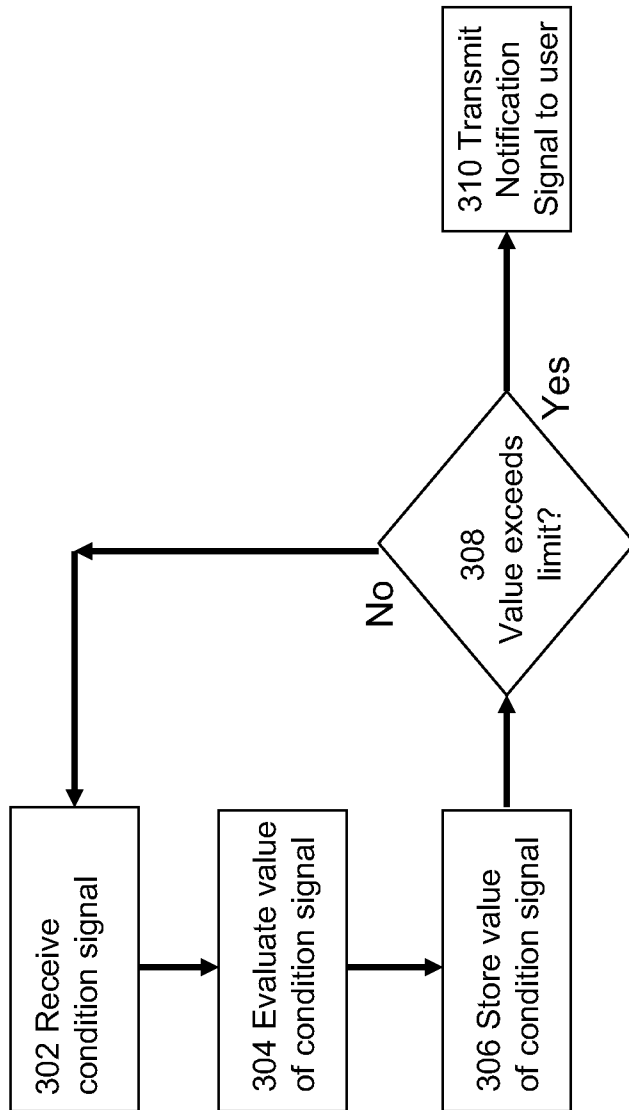 302 Receive
condition signal
304 Evaluate value
of condition signal
306 Store value
of condition signal
308
Value exceeds
limit?
No
Yes
310 Transmit
Notification
Signal to user